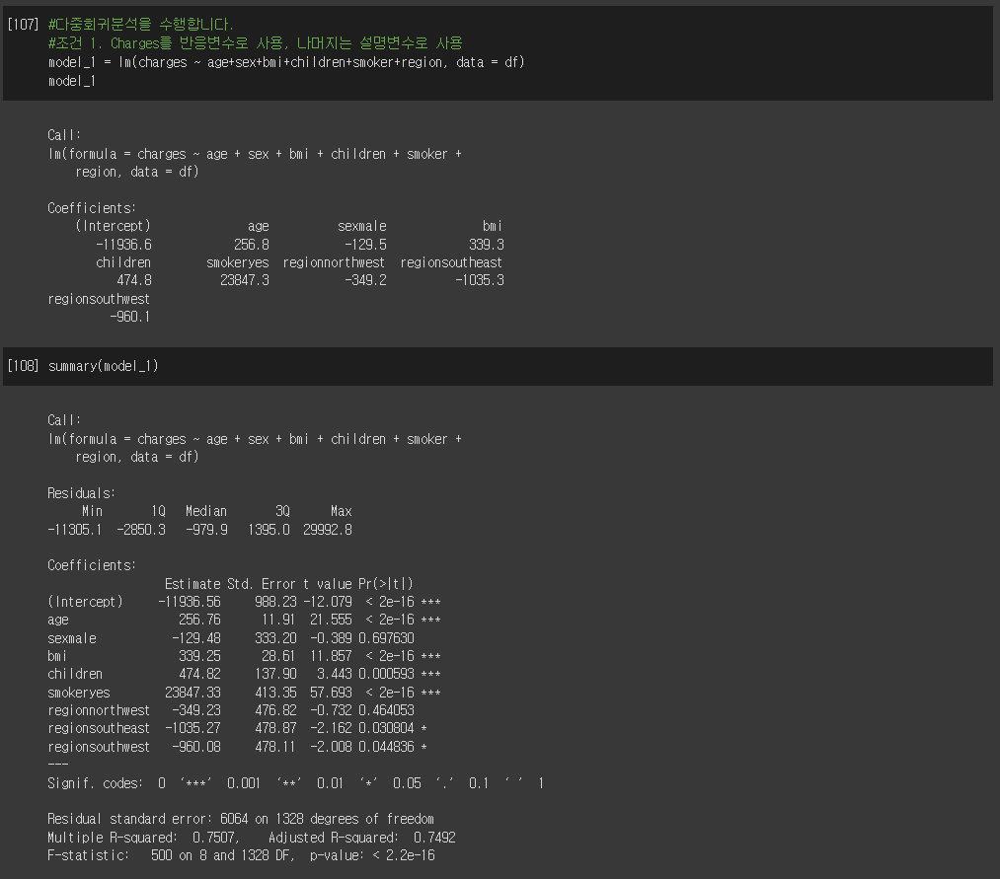 [107] #다중회귀분석을 수행합니다.
#조건 1. Charges를 반응변수로 사용, 나머지는 설명변수로 사용
model_1 = lm(charges ~ age+sex+bmi+children+smoker+region, data = df)
model_1
Call:
lm(formula = charges ~ age + sex + bmi + children + smoker +
region, data = df)
Coefficients:
(Intercept) age sexmale bmi
-11936.6 256.8 -129.5 339.3
children smokeryes regionnorthwest regionsoutheast
474.8 23847.3 -349.2 -1035.3
regionsouthwest
-960.1
[108] summary(model_1)
Call:
lm(formula = charges ~ age + sex + bmi + children + smoker +
region, data = df)
Residuals:
Min 1Q Median 3Q Max
-11305.1 -2850.3 -979.9 1395.0 29992.8
Coefficients:
Estimate Std. Error t value Pr(>|t|)
(Intercept) -11936.56 988.23 -12.079 < 2e-16 ***
age 256.76 11.91 21.555 < 2e-16 ***
sexmale -129.48 333.20 -0.389 0.697630
bmi 339.25 28.61 11.857 < 2e-16 ***
children 474.82 137.90 3.443 0.000593 ***
smokeryes 23847.33 413.35 57.693 < 2e-16 ***
regionnorthwest -349.23 476.82 -0.732 0.464053
regionsoutheast -1035.27 478.87 -2.162 0.030804 *
regionsouthwest -960.08 478.11 -2.008 0.044836 *
---
Signif. codes: 0 ‘***’ 0.001 ‘**’ 0.01 ‘*’ 0.05 ‘.’ 0.1 ‘ ’ 1
Residual standard error: 6064 on 1328 degrees of freedom
Multiple R-squared: 0.7507, Adjusted R-squared: 0.7492
F-statistic: 500 on 8 and 1328 DF, p-value: < 2.2e-16